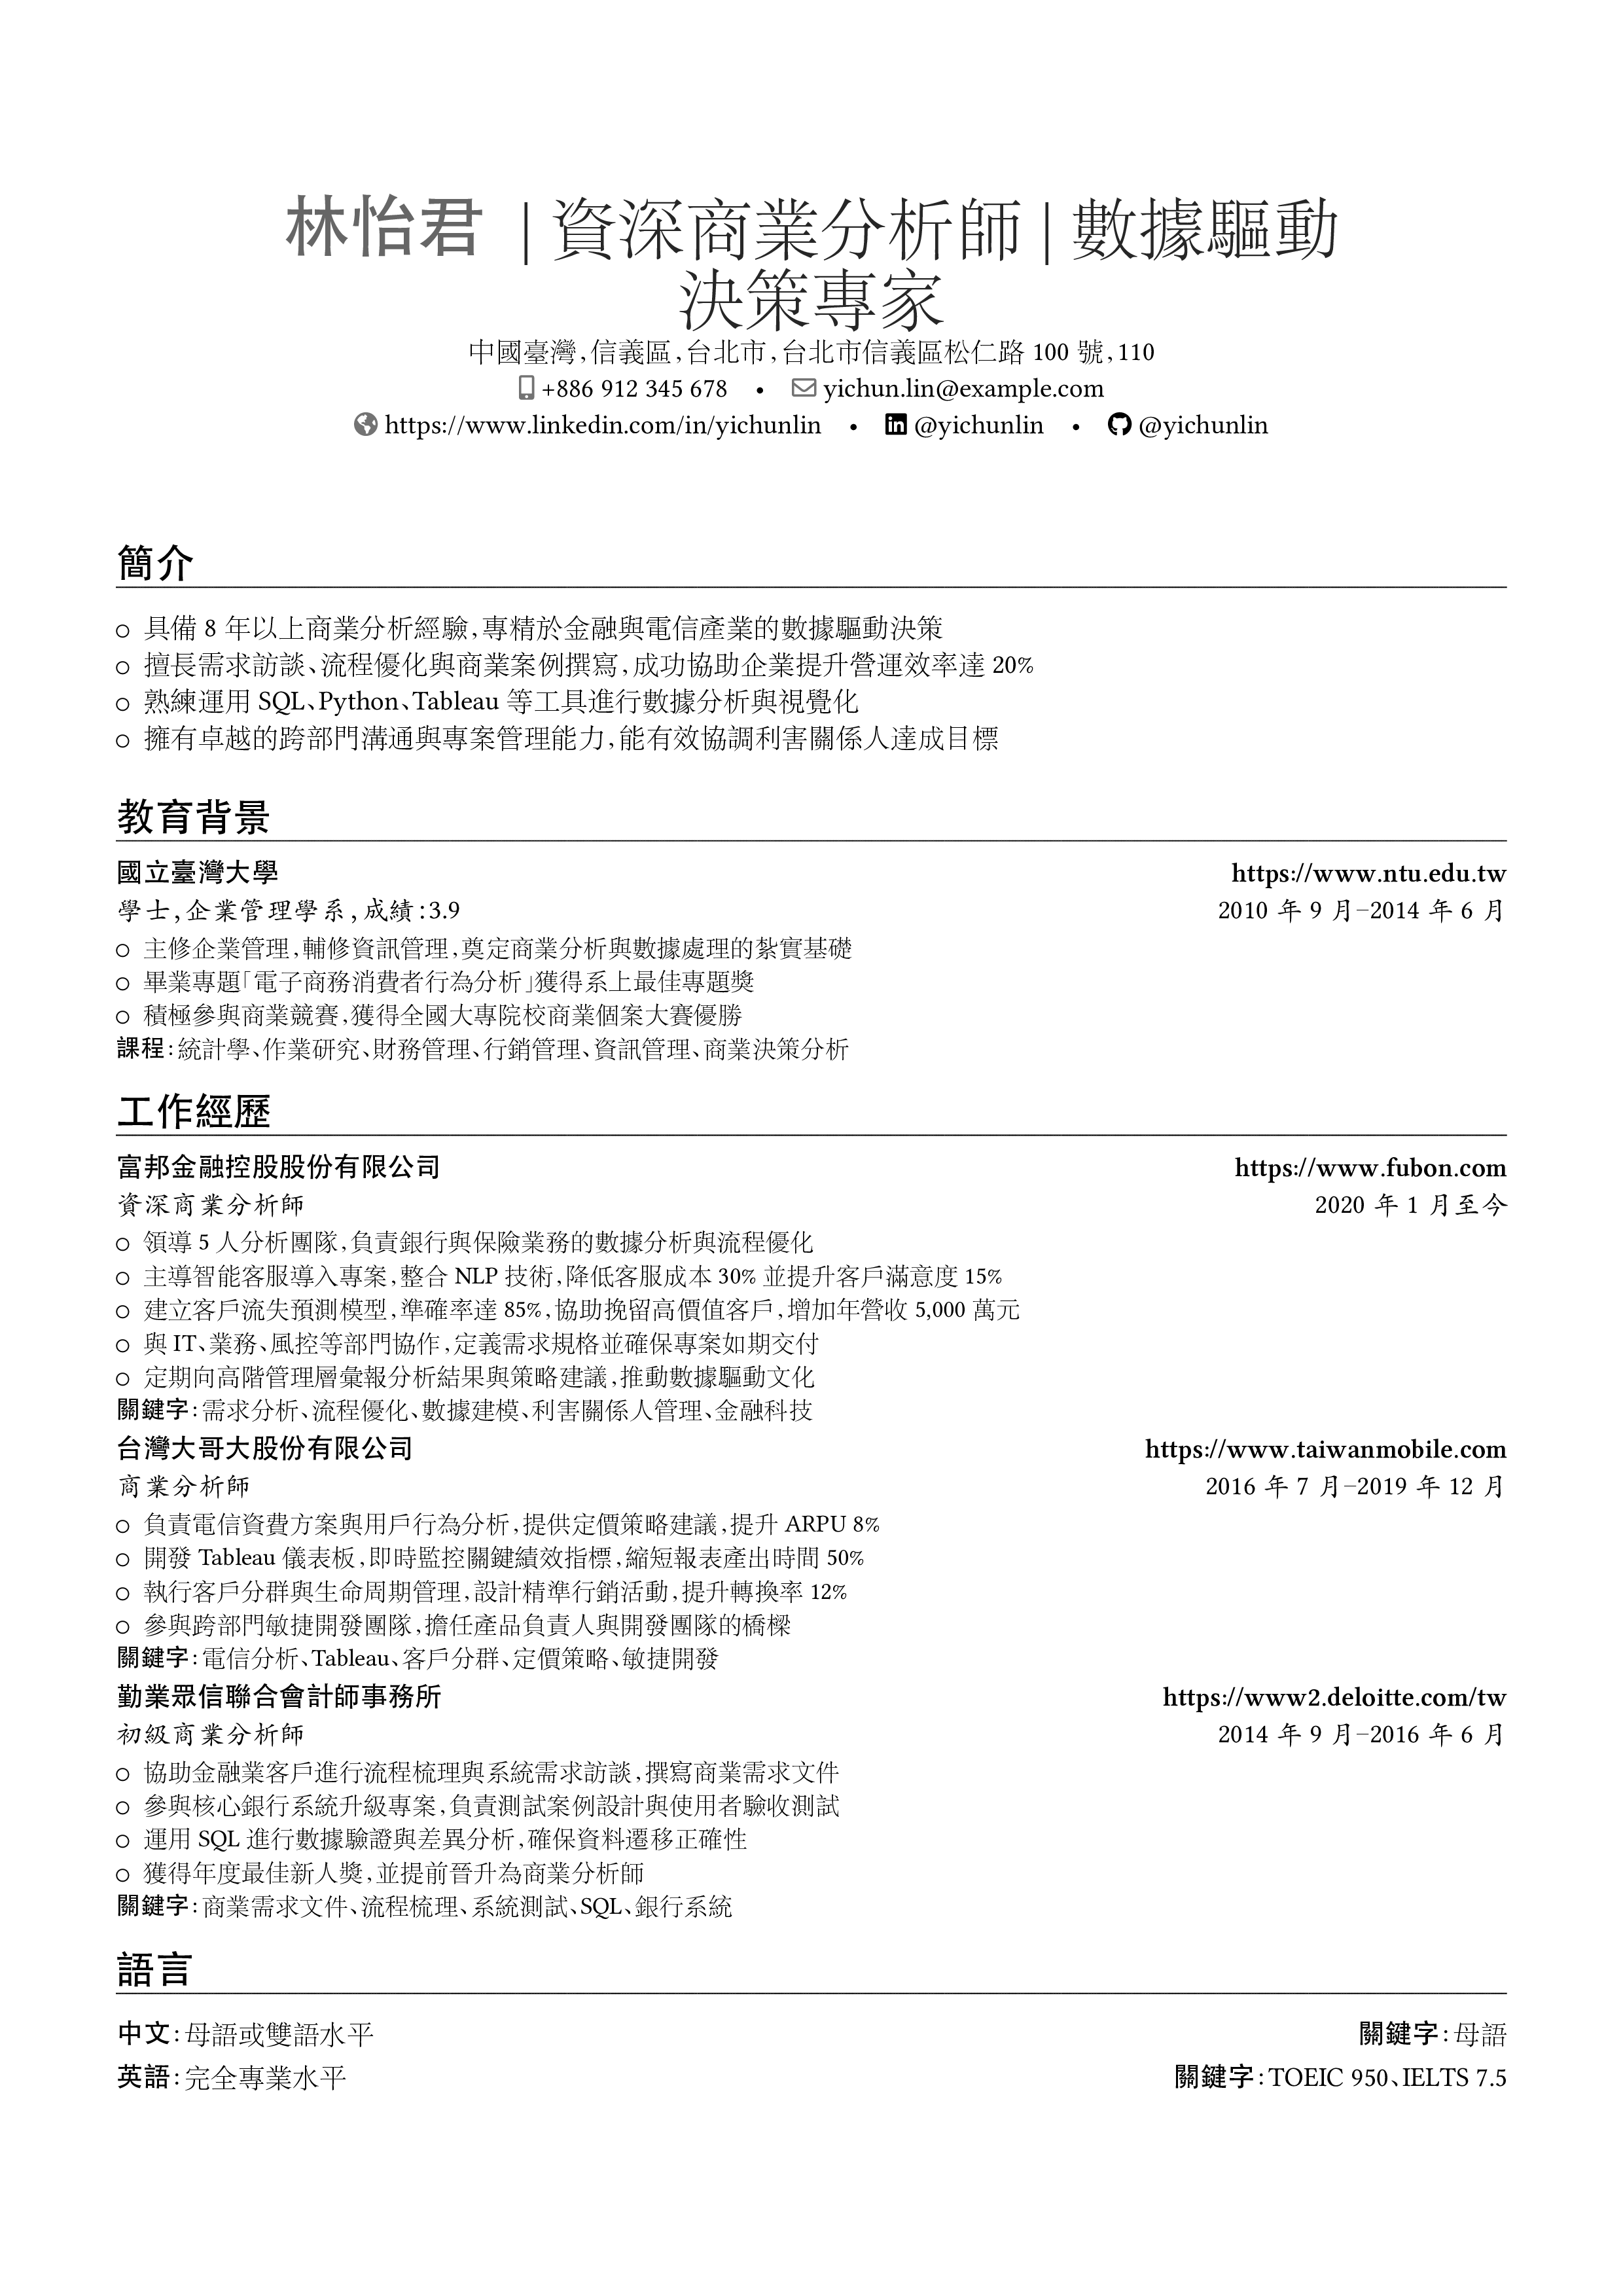 林怡君 | 資深商業分析師 | 數據驅動
決策專家
中國臺灣,信義區,台北市,台北市信義區松仁路 100 號,110
+886 912 345 678 • yichun.lin@example.com
https://www.linkedin.com/in/yichunlin • @yichunlin • @yichunlin
簡介
○ 具備 8 年以上商業分析經驗,專精於金融與電信產業的數據驅動決策
○ 擅長需求訪談、流程優化與商業案例撰寫,成功協助企業提升營運效率達 20%
○ 熟練運用 SQL、Python、Tableau 等工具進行數據分析與視覺化
○ 擁有卓越的跨部門溝通與專案管理能力,能有效協調利害關係人達成目標
教育背景
國立臺灣大學 https://www.ntu.edu.tw
學士,企業管理學系,成績:3.9 2010 年 9 月–2014 年 6 月
○ 主修企業管理,輔修資訊管理,奠定商業分析與數據處理的紮實基礎
○ 畢業專題「電子商務消費者行為分析」獲得系上最佳專題獎
○ 積極參與商業競賽,獲得全國大專院校商業個案大賽優勝
課程:統計學、作業研究、財務管理、行銷管理、資訊管理、商業決策分析
工作經歷
富邦金融控股股份有限公司 https://www.fubon.com
資深商業分析師 2020 年 1 月至今
○ 領導 5 人分析團隊,負責銀行與保險業務的數據分析與流程優化
○ 主導智能客服導入專案,整合 NLP 技術,降低客服成本 30% 並提升客戶滿意度 15%
○ 建立客戶流失預測模型,準確率達 85%,協助挽留高價值客戶,增加年營收 5,000 萬元
○ 與 IT、業務、風控等部門協作,定義需求規格並確保專案如期交付
○ 定期向高階管理層彙報分析結果與策略建議,推動數據驅動文化
關鍵字:需求分析、流程優化、數據建模、利害關係人管理、金融科技
台灣大哥大股份有限公司 https://www.taiwanmobile.com
商業分析師 2016 年 7 月–2019 年 12 月
○ 負責電信資費方案與用戶行為分析,提供定價策略建議,提升 ARPU 8%
○ 開發 Tableau 儀表板,即時監控關鍵績效指標,縮短報表產出時間 50%
○ 執行客戶分群與生命周期管理,設計精準行銷活動,提升轉換率 12%
○ 參與跨部門敏捷開發團隊,擔任產品負責人與開發團隊的橋樑
關鍵字:電信分析、Tableau、客戶分群、定價策略、敏捷開發
勤業眾信聯合會計師事務所 https://www2.deloitte.com/tw
初級商業分析師 2014 年 9 月–2016 年 6 月
○ 協助金融業客戶進行流程梳理與系統需求訪談,撰寫商業需求文件
○ 參與核心銀行系統升級專案,負責測試案例設計與使用者驗收測試
○ 運用 SQL 進行數據驗證與差異分析,確保資料遷移正確性
○ 獲得年度最佳新人獎,並提前晉升為商業分析師
關鍵字:商業需求文件、流程梳理、系統測試、SQL、銀行系統
語言
中文:母語或雙語水平 關鍵字:母語
英語:完全專業水平 關鍵字:TOEIC 950、IELTS 7.5